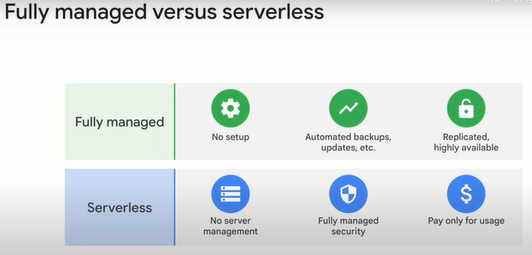 Fully managed versus serverless
Fully managed
No setup
Automated backups,
updates, etc.
Replicated,
highly available
Serverless
No server
management
Fully managed
security
Pay only for usage